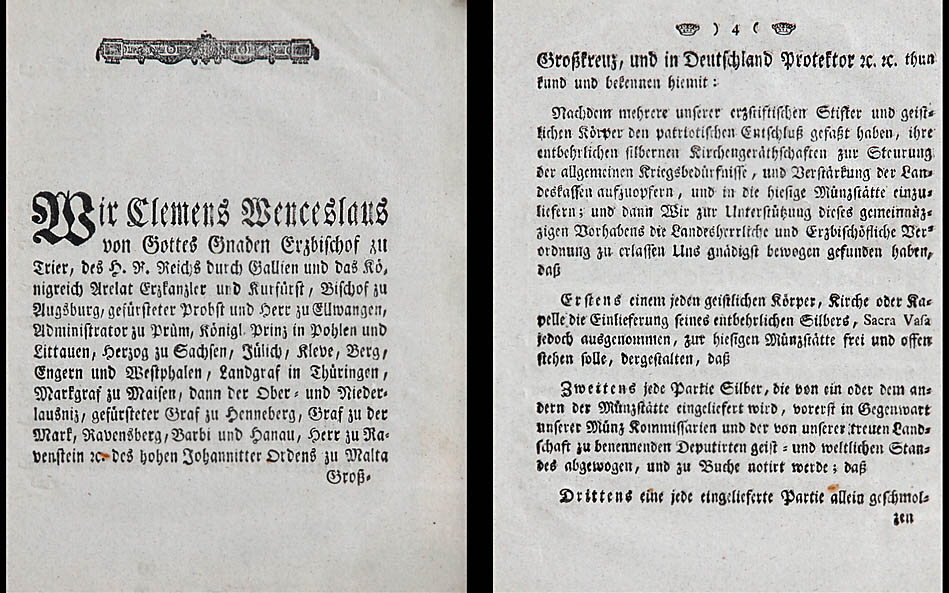 Wir Clemens Wenceslaus
von Gottes Gnaden Erzbischof zu
Trier, des H. R. Reichs durch Gallien und das Kö-
nigreich Arelat Erzkanzler und Kurfürst, Bischof zu
Augsburg, gefürsteter Probst und Herr zu Ellwangen,
Administrator zu Prüm, Königl. Prinz in Pohlen und
Littauen, Herzog zu Sachsen, Jülich, Kleve, Berg,
Engern und Westphalen, Landgraf in Thüringen,
Markgraf zu Maisen, dann der Ober- und Nieder-
lausniz, gefürsteter Graf zu Henneberg, Graf zu der
Mark, Ravensberg, Barbi und Hanau, Herr zu Ra-
venstein ꝛc. des hohen Johannitter Ordens zu Malta
Groß-
) 4 (
Großkreuz, und in Deutschland Protektor ꝛc. ꝛc. thun
kund und bekennen hiemit:
Nachdem mehrere unserer erzstiftischen Stifter und geist-
lichen Körper den patriotischen Entschluß gefaßt haben, ihre
entbehrlichen silbernen Kirchengeräthschaften zur Steurung
der allgemeinen Kriegsbedürfnisse, und Verstärkung der Lan-
deskassen aufzuopfern, und in die hiesige Münzstätte einzu-
liefern; und dann Wir zur Unterstützung dieses gemeinnüz-
zigen Vorhabens die Landesherrliche und Erzbischöfliche Ver-
ordnung zu erlassen Uns gnädigst bewogen gefunden haben,
daß
Erstens einem jeden geistlichen Körper, Kirche oder Ka-
pelle die Einlieferung seines entbehrlichen Silbers, Sacra Vasa
jedoch ausgenommen, zur hiesigen Münzstätte frei und offen
stehen solle, dergestalten, daß
Zweitens jede Partie Silber, die von ein oder dem an-
dern der Münzstätte eingeliefert wird, vorerst in Gegenwart
unserer Münz Kommissarien und der von unserer treuen Land-
schaft zu benennenden Deputirten geist- und weltlichen Stan-
des abgewogen, und zu Buche notirt werde; daß
Drittens eine jede eingelieferte Partie allein geschmol-
zen